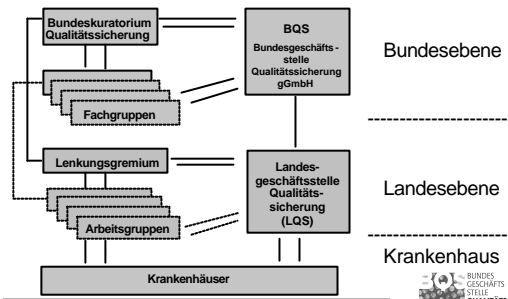 Bundeskuratorium
Qualitätssicherung
BQS
Bundesgeschäfts -
stelle
Qualitätssicherung
gGmbH
Bundesebene
Fachgruppen
Lenkungsgremium
Landes-
geschäftsstelle
Qualitäts-
sicherung
(LQS)
Landesebene
Arbeitsgruppen
Krankenhaus
Krankenhäuser
BQS
BUNDES
GESCHÄFTS
STELLE